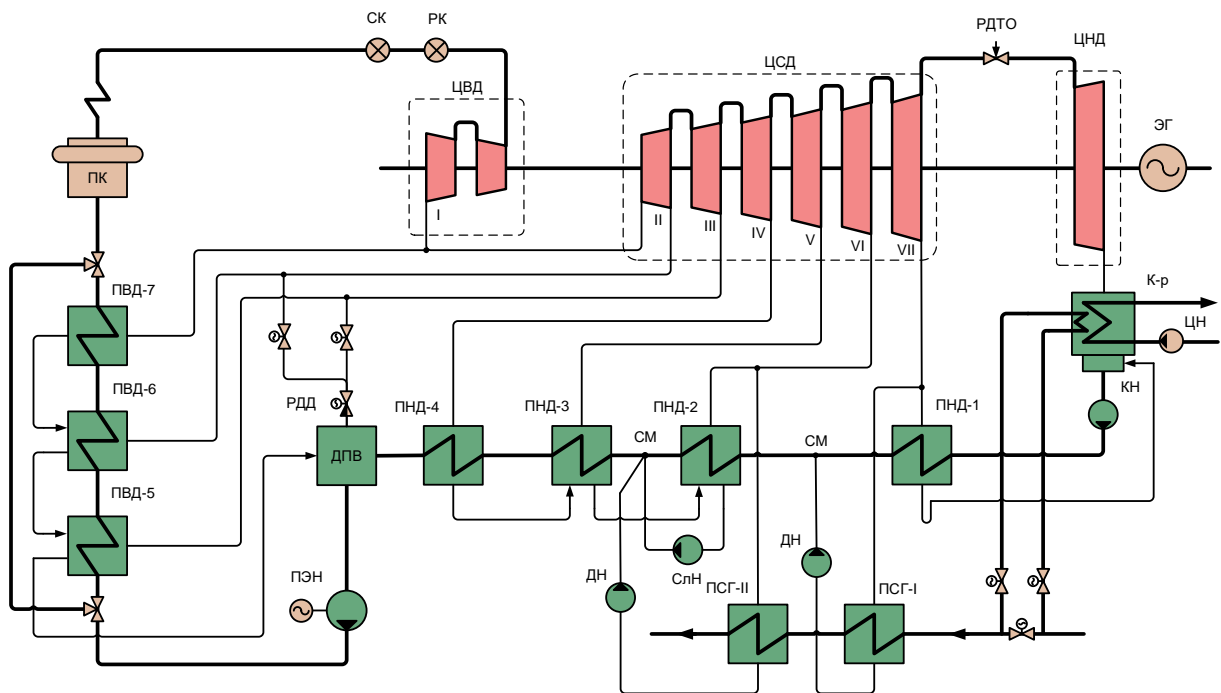 СК
РК
РДТО
ЦНД
ЦСД
ЦВД
ЭГ
ПК
I
II
III
IV
V
VI
VII
ПВД-7
К-р
ЦН
ПВД-6
РДД
ПНД-4
ПНД-3
ПНД-2
ПНД-1
КН
СМ
СМ
ДПВ
ПВД-5
ПЭН
ДН
СлН
ДН
ПСГ-II
ПСГ-I